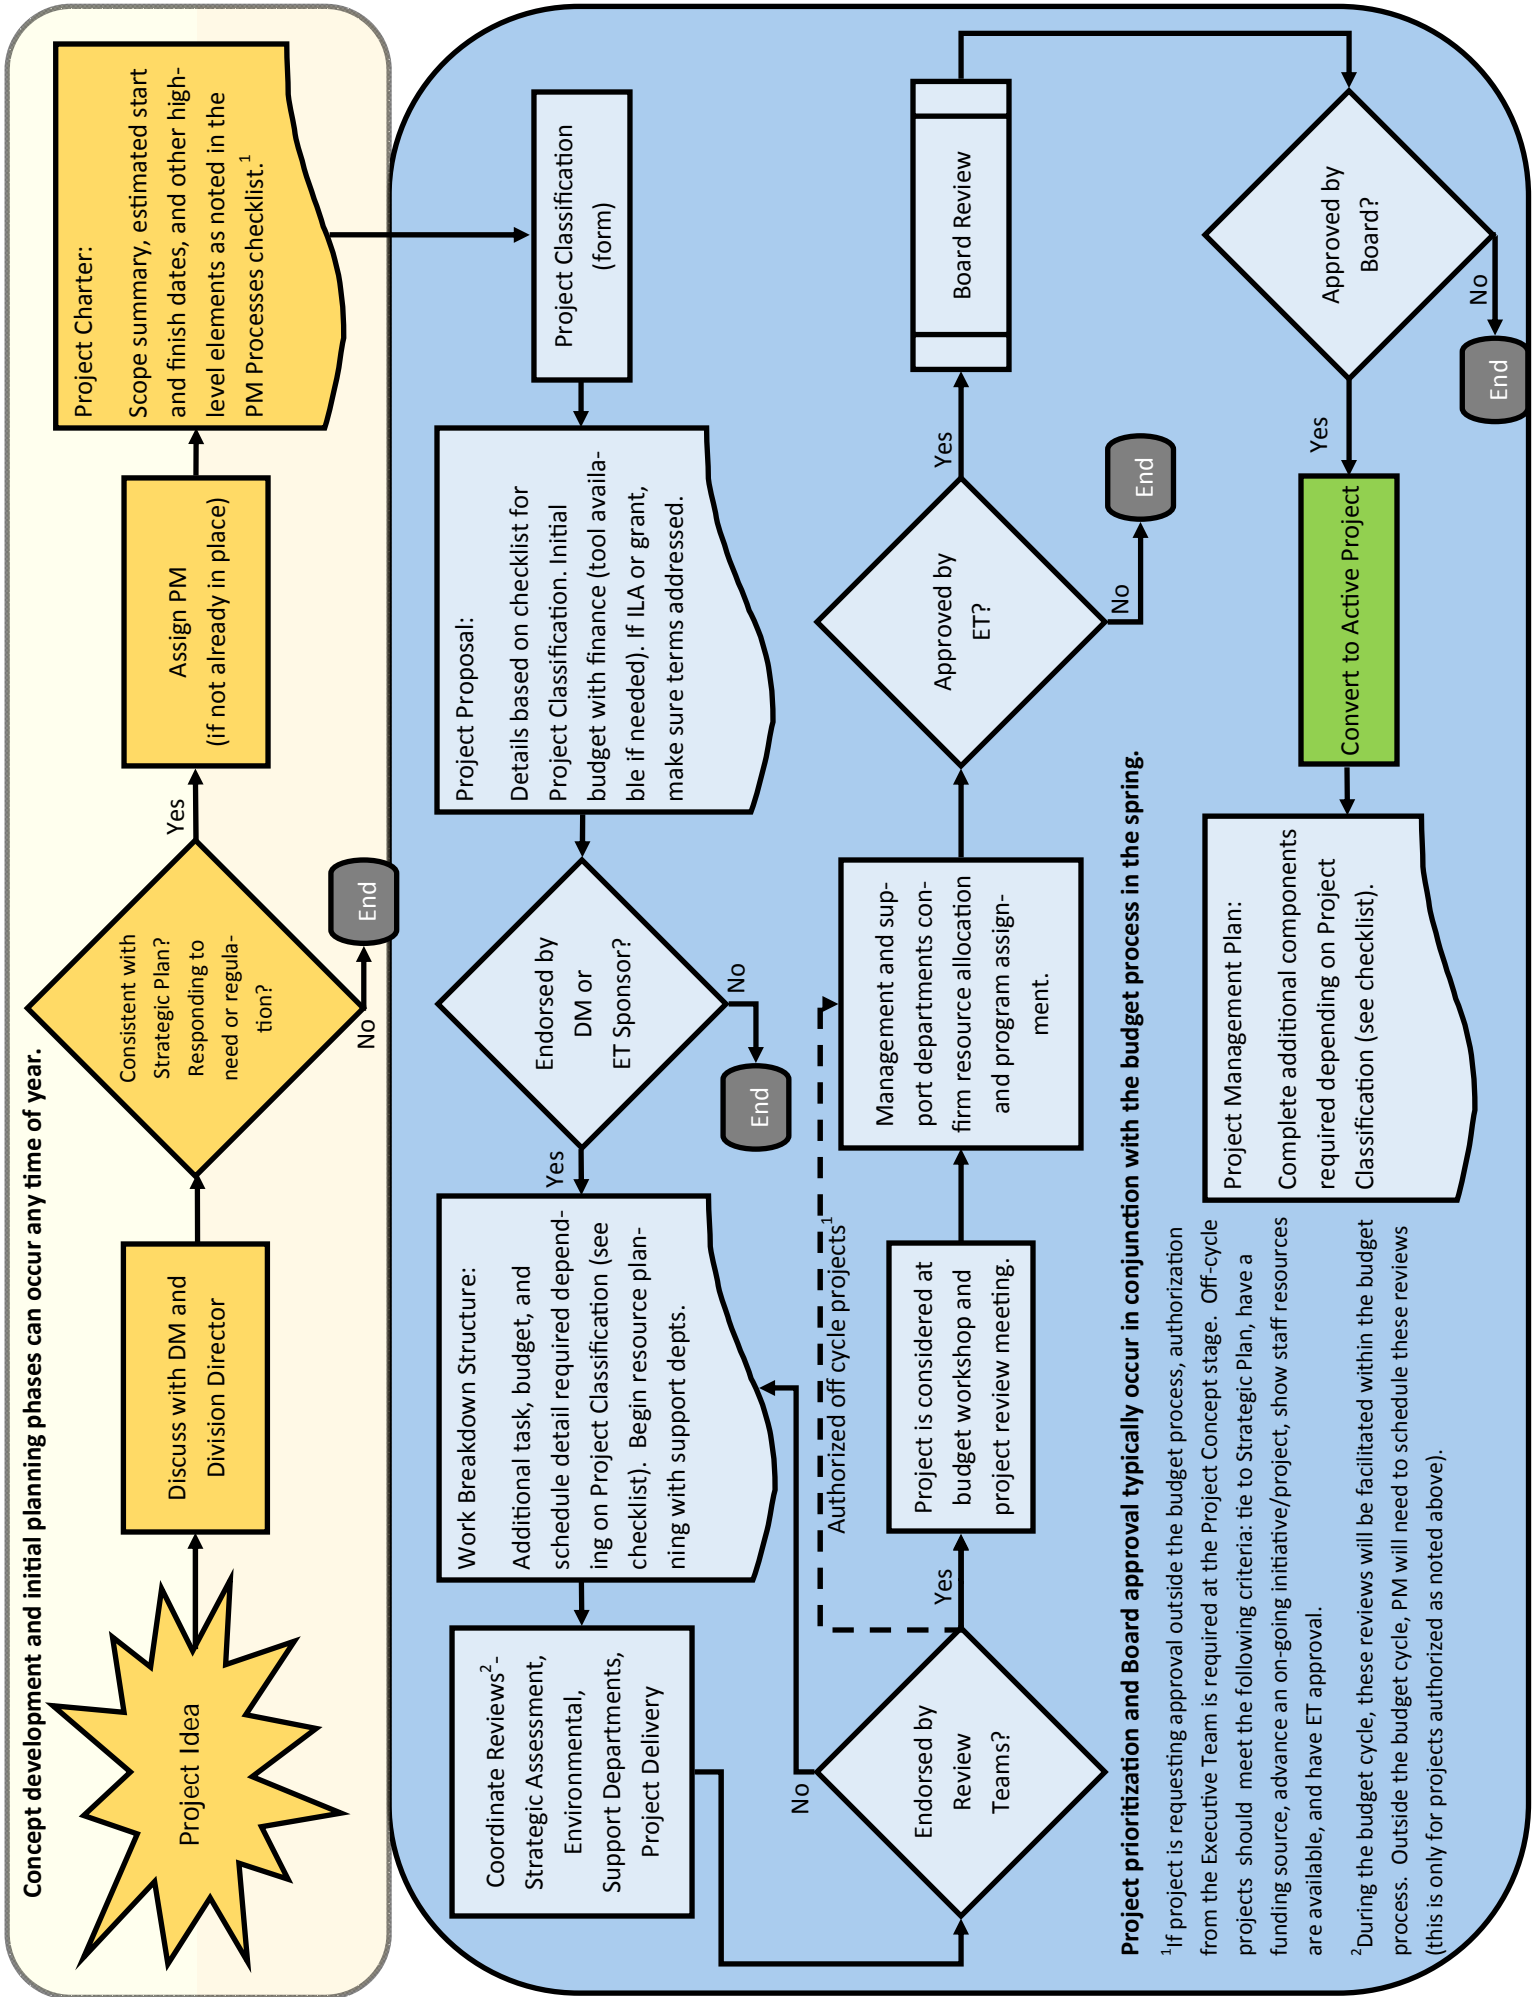 Concept development and initial planning phases can occur any time of year.
Project Idea
Discuss with DM and
Division Director
Consistent with
Strategic Plan?
Responding to
need or regula-
tion?
Yes
No
End
Assign PM
(if not already in place)
Project Charter:
Scope summary, estimated start
and finish dates, and other high-
level elements as noted in the
PM Processes checklist.¹
Project Classification
(form)
Project Proposal:
Details based on checklist for
Project Classification. Initial
budget with finance (tool availa-
ble if needed). If ILA or grant,
make sure terms addressed.
Endorsed by
DM or
ET Sponsor?
No
End
Yes
Work Breakdown Structure:
Additional task, budget, and
schedule detail required depend-
ing on Project Classification (see
checklist).  Begin resource plan-
ning with support depts.
Coordinate Reviews²-
Strategic Assessment,
Environmental,
Support Departments,
Project Delivery
Endorsed by
Review
Teams?
No
Yes
Authorized off cycle projects¹
Project is considered at
budget workshop and
project review meeting.
Management and sup-
port departments con-
firm resource allocation
and program assign-
ment.
Approved by
ET?
No
End
Yes
Board Review
Approved by
Board?
No
End
Yes
Convert to Active Project
Project Management Plan:
Complete additional components
required depending on Project
Classification (see checklist).
Project prioritization and Board approval typically occur in conjunction with the budget process in the spring.
¹If project is requesting approval outside the budget process, authorization
from the Executive Team is required at the Project Concept stage.  Off-cycle
projects  should  meet the following criteria: tie to Strategic Plan, have a
funding source, advance an on-going initiative/project, show staff resources
are available, and have ET approval.
²During the budget cycle, these reviews will be facilitated within the budget
process.  Outside the budget cycle, PM will need to schedule these reviews
(this is only for projects authorized as noted above).